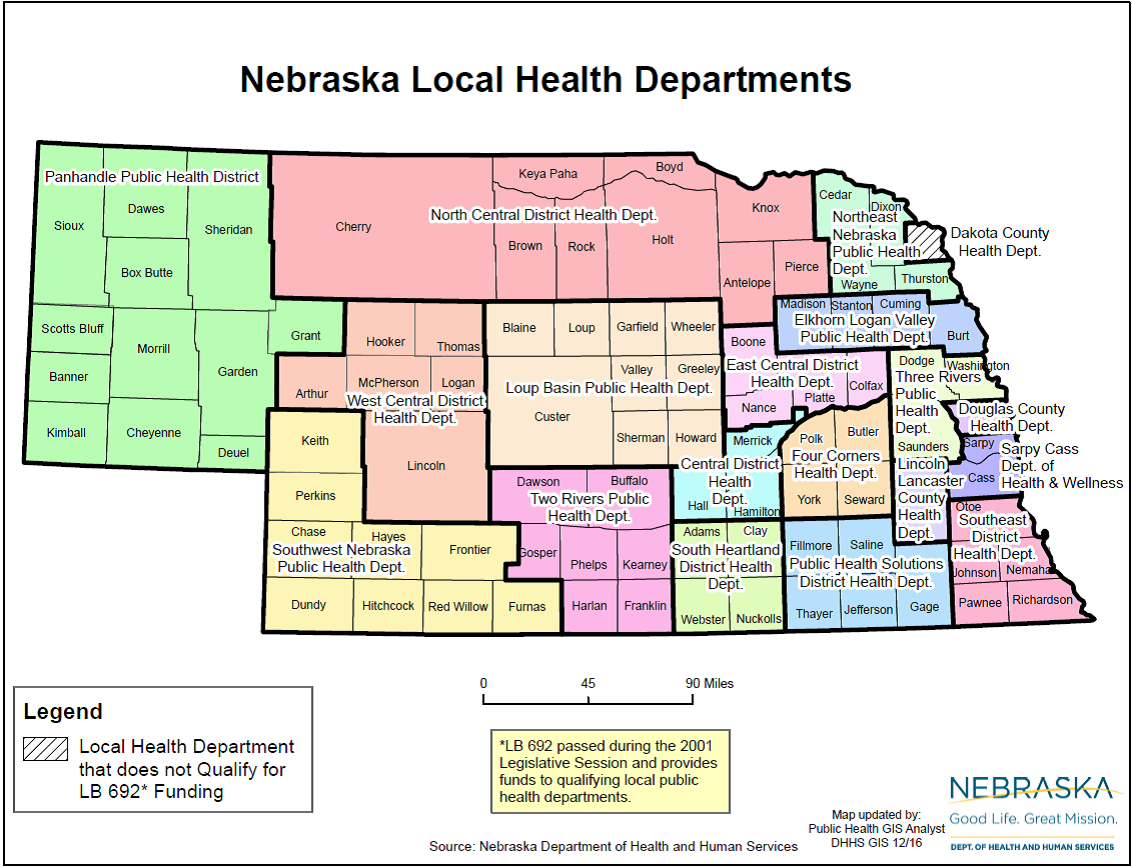 Nebraska Local Health Departments
Panhandle Public Health District
Sioux
Dawes
Sheridan
Box Butte
Scotts Bluff
Banner
Kimball
Morrill
Cheyenne
Garden
Deuel
Grant
North Central District Health Dept.
Cherry
Keya Paha
Boyd
Brown
Rock
Holt
Knox
Antelope
Pierce
Cedar
Dixon
Northeast
Nebraska
Public Health
Dept.
Wayne
Thurston
Dakota County
Health Dept.
Hooker
Thomas
Arthur
McPherson
Logan
West Central District
Health Dept.
Lincoln
Blaine
Loup
Garfield
Wheeler
Valley
Greeley
Loup Basin Public Health Dept.
Custer
Sherman
Howard
Madison
Stanton
Cuming
Elkhorn Logan Valley
Public Health Dept.
Burt
Boone
East Central District
Health Dept.
Colfax
Platte
Nance
Dodge
Washington
Three Rivers
Public
Health
Dept.
Saunders
Douglas County
Health Dept.
Sarpy
Cass
Sarpy Cass
Dept. of
Health & Wellness
Lincoln
Lancaster
County
Health
Dept.
Keith
Perkins
Chase
Hayes
Frontier
Southwest Nebraska
Public Health Dept.
Dundy
Hitchcock
Red Willow
Furnas
Dawson
Buffalo
Two Rivers Public
Health Dept.
Gosper
Phelps
Kearney
Harlan
Franklin
Merrick
Central District
Health
Dept.
Hall
Hamilton
Polk
Butler
Four Corners
Health Dept.
York
Seward
Adams
Clay
South Heartland
District Health
Dept.
Webster
Nuckolls
Fillmore
Saline
Public Health Solutions
District Health Dept.
Thayer
Jefferson
Gage
Otoe
Southeast
District
Health Dept.
Johnson
Nemaha
Pawnee
Richardson
0 45 90 Miles
Legend
Local Health Department
that does not Qualify for
LB 692* Funding
*LB 692 passed during the 2001
Legislative Session and provides
funds to qualifying local public
health departments.
Source: Nebraska Department of Health and Human Services
Map updated by:
Public Health GIS Analyst
DHHS GIS 12/16
NEBRASKA
Good Life. Great Mission.
DEPT. OF HEALTH AND HUMAN SERVICES